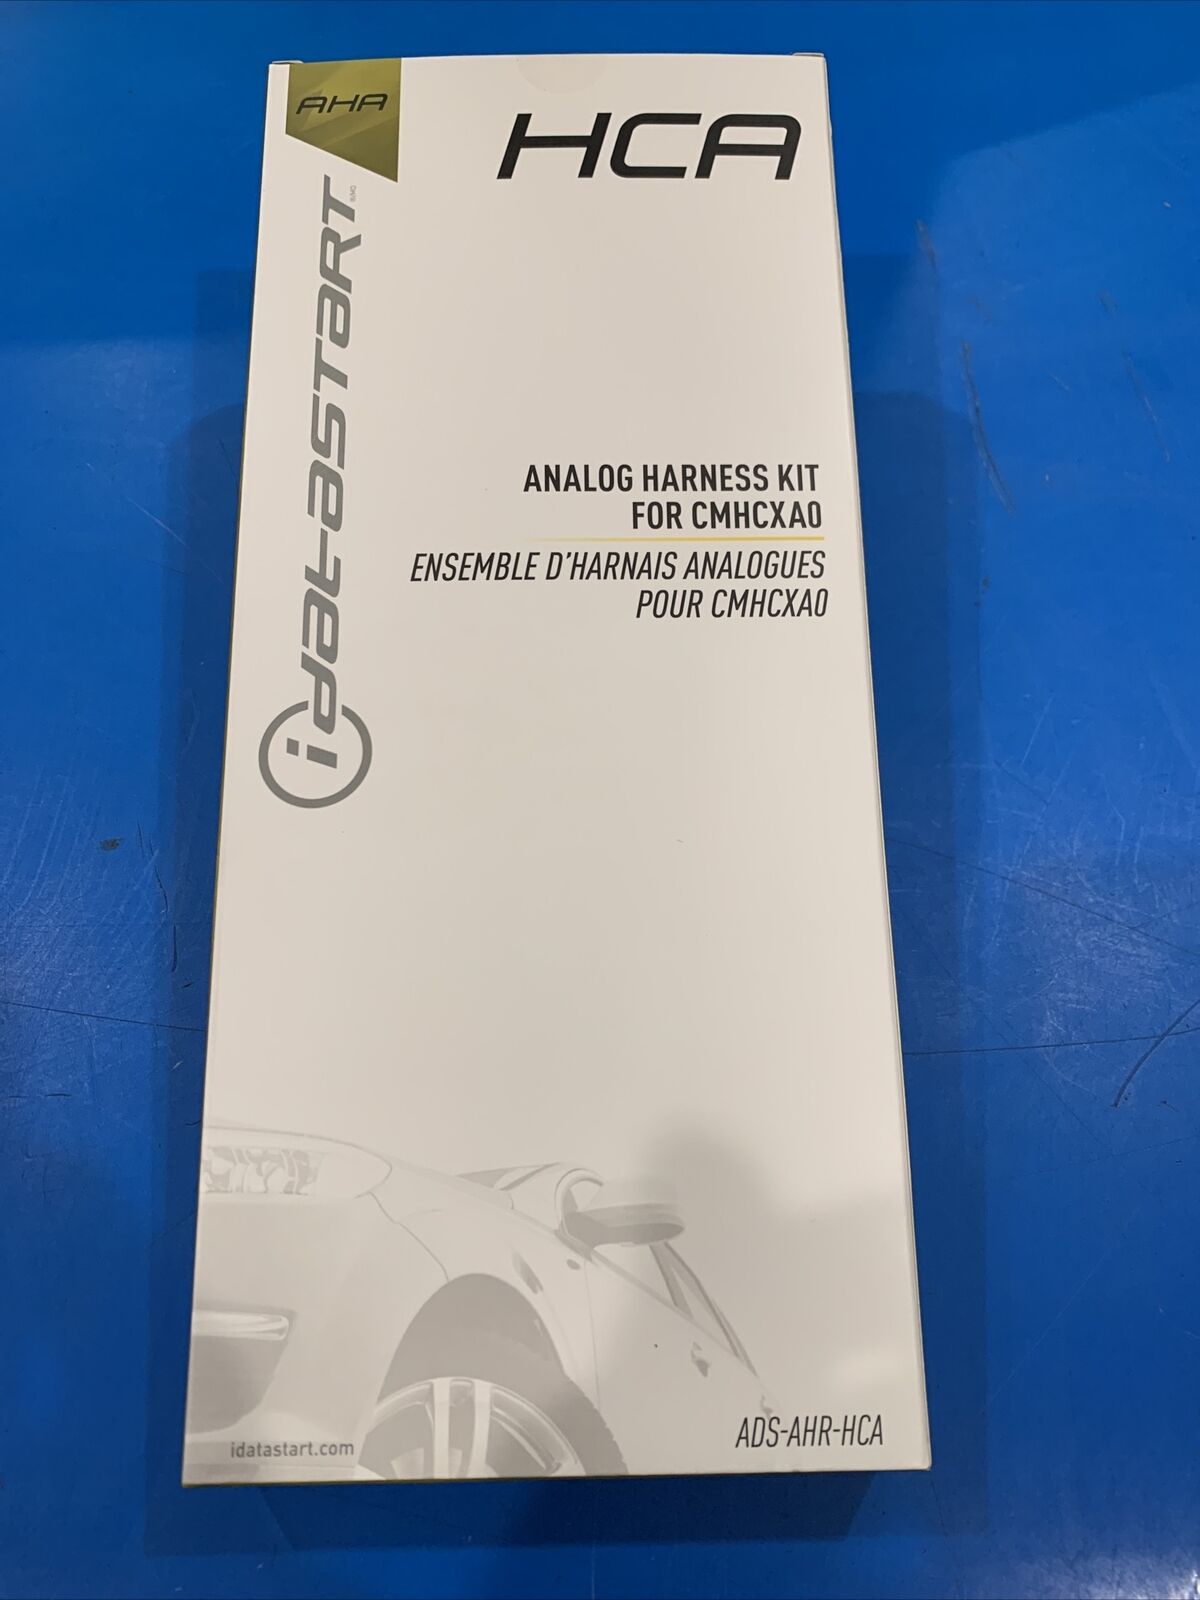 AHA
HCA
idatastart
ANALOG HARNESS KIT
FOR CMHCXA0
ENSEMBLE D'HARNAIS ANALOGUES
POUR CMHCXA0
idatastart.com
ADS-AHR-HCA